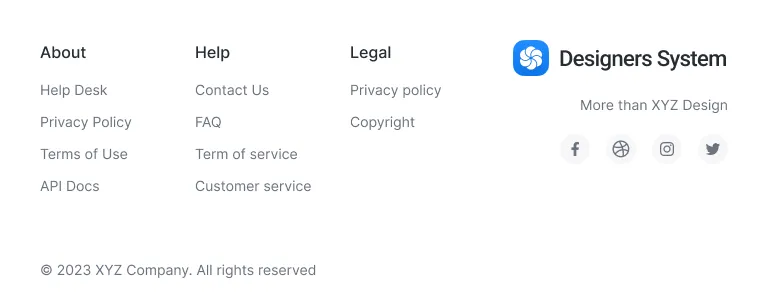 About
Help Desk
Privacy Policy
Terms of Use
API Docs
Help
Contact Us
FAQ
Term of service
Customer service
Legal
Privacy policy
Copyright
Designers System
More than XYZ Design
© 2023 XYZ Company. All rights reserved